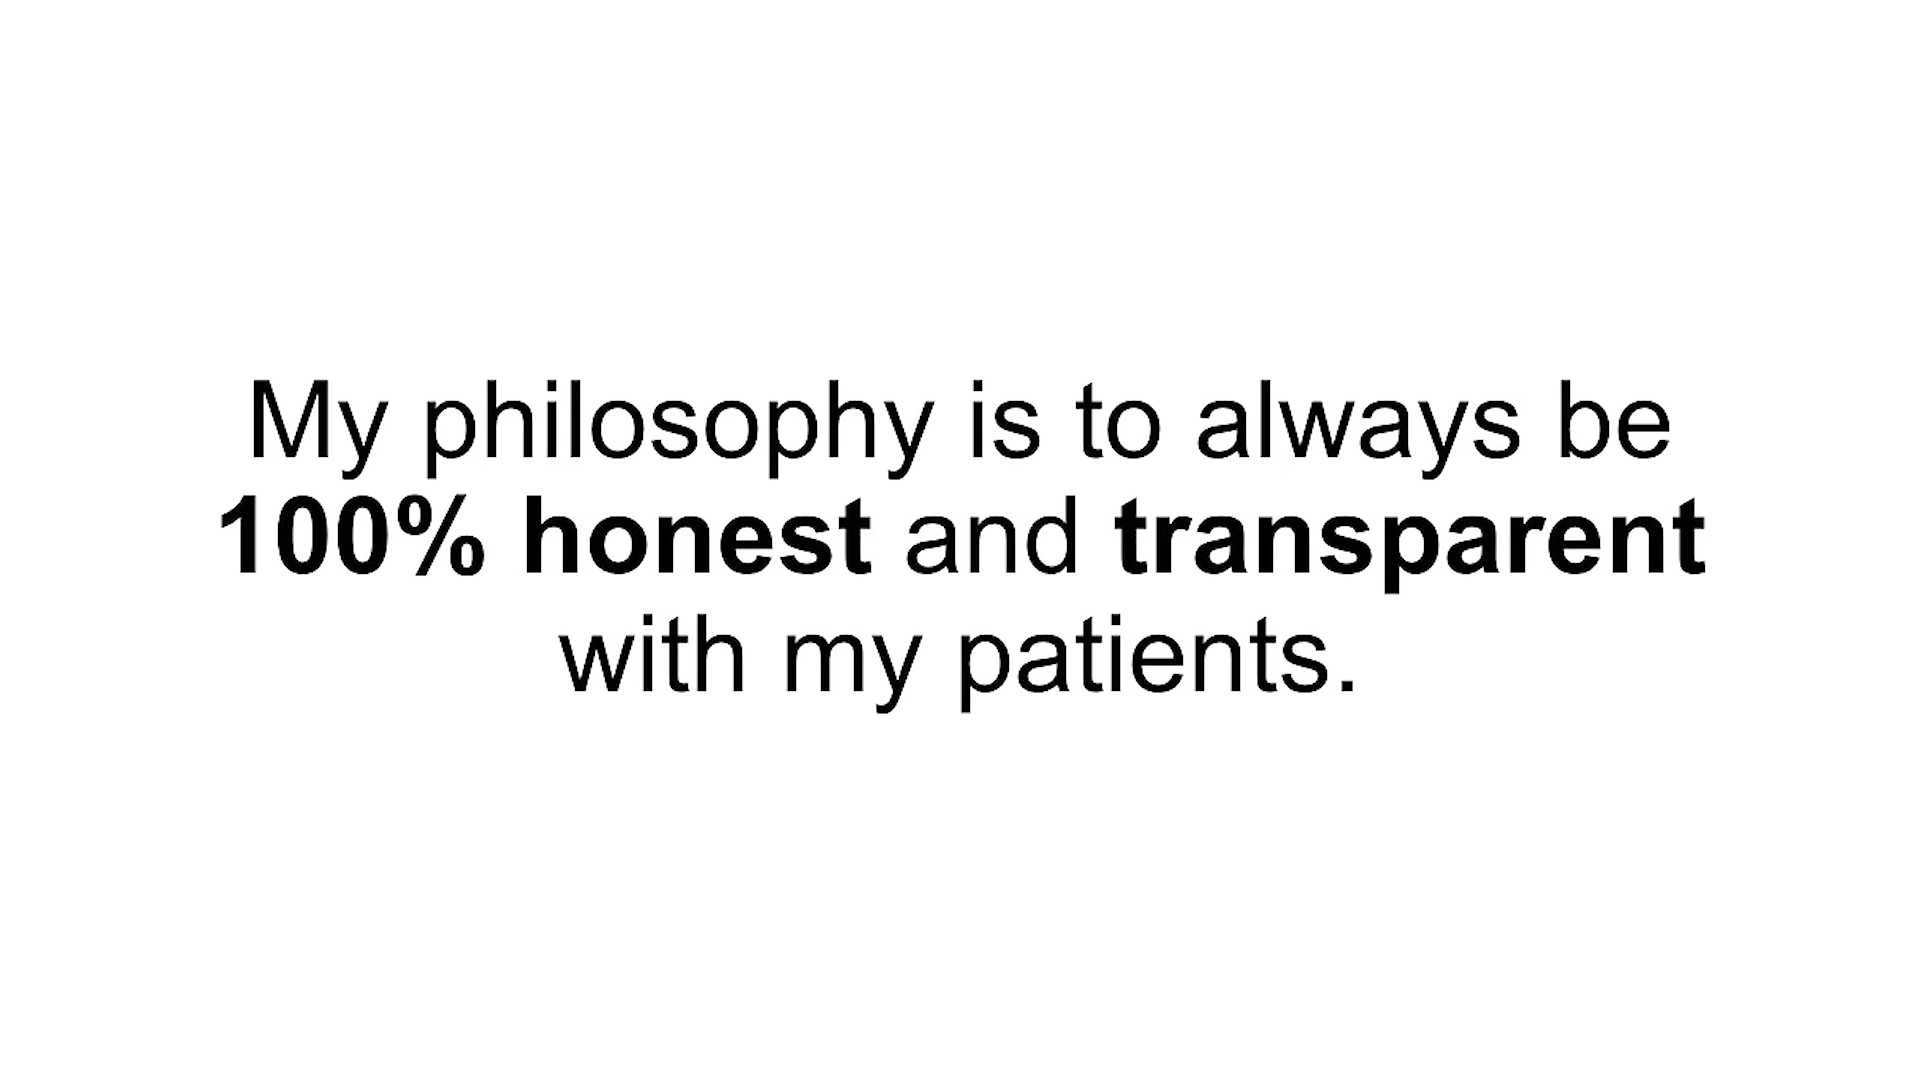 My philosophy is to always be
100% honest and transparent
with my patients.